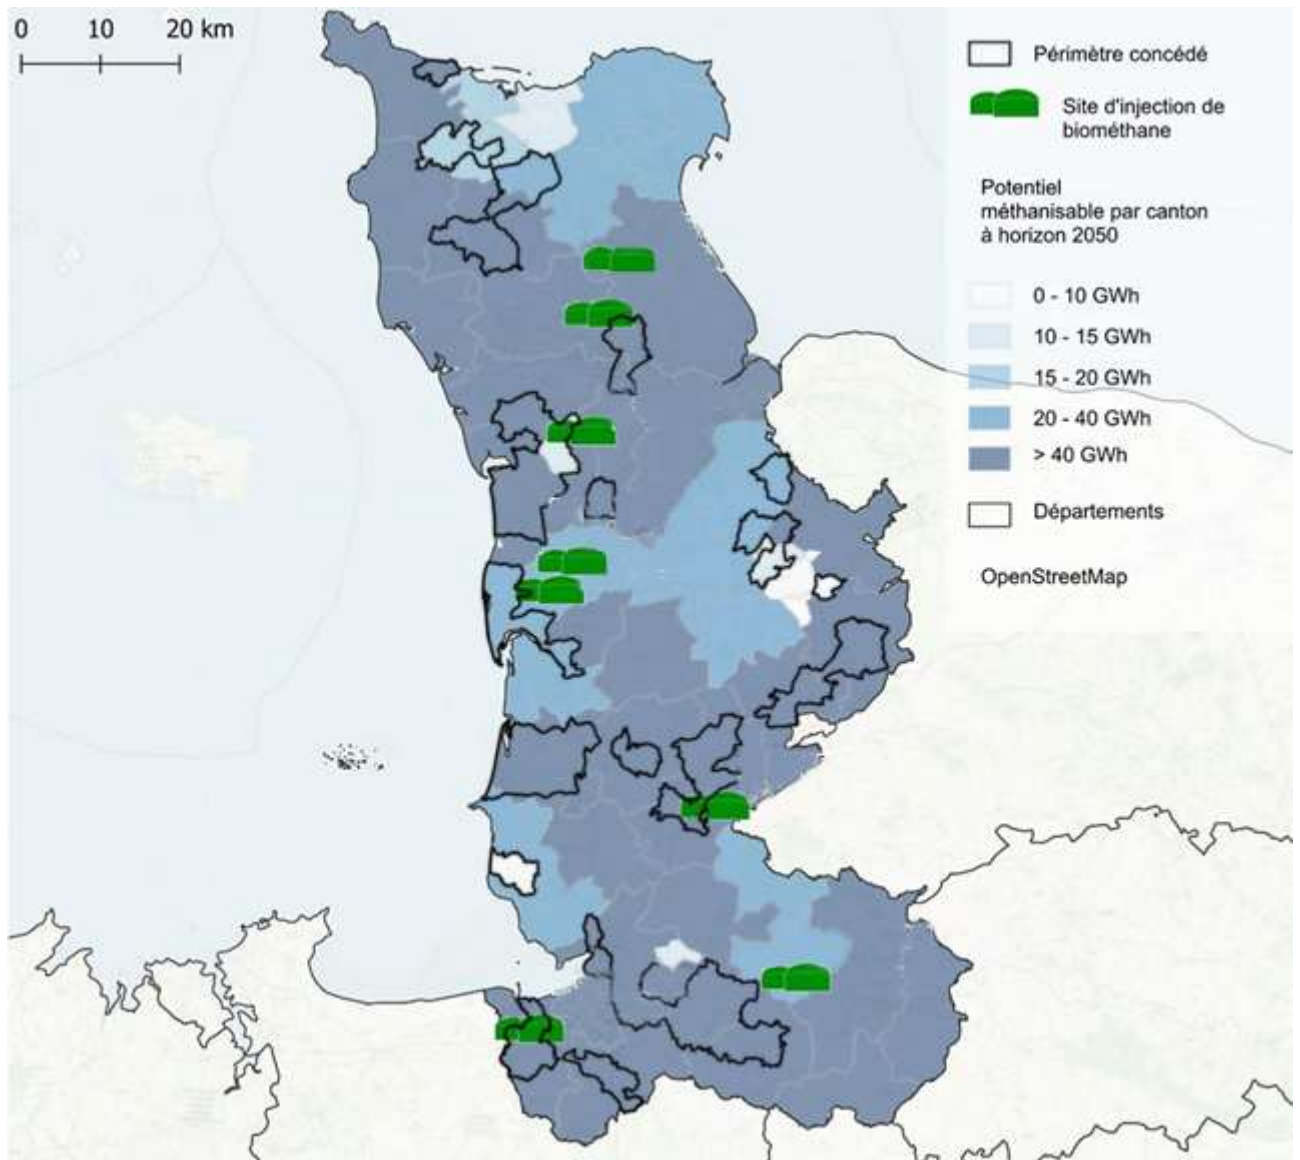 0 10 20 km
Périmètre concédé
Site d'injection de
biométhane
Potentiel
méthanisable par canton
à horizon 2050
0 - 10 GWh
10 - 15 GWh
15 - 20 GWh
20 - 40 GWh
> 40 GWh
Départements
OpenStreetMap